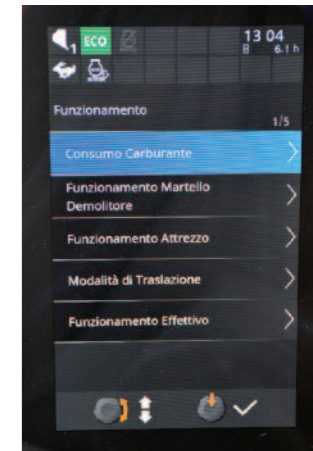 1 ECO 13 04
B 6.1 h
Funzionamento
1/5
Consumo Carburante
Funzionamento Martello
Demolitore
Funzionamento Attrezzo
Modalità di Traslazione
Funzionamento Effettivo